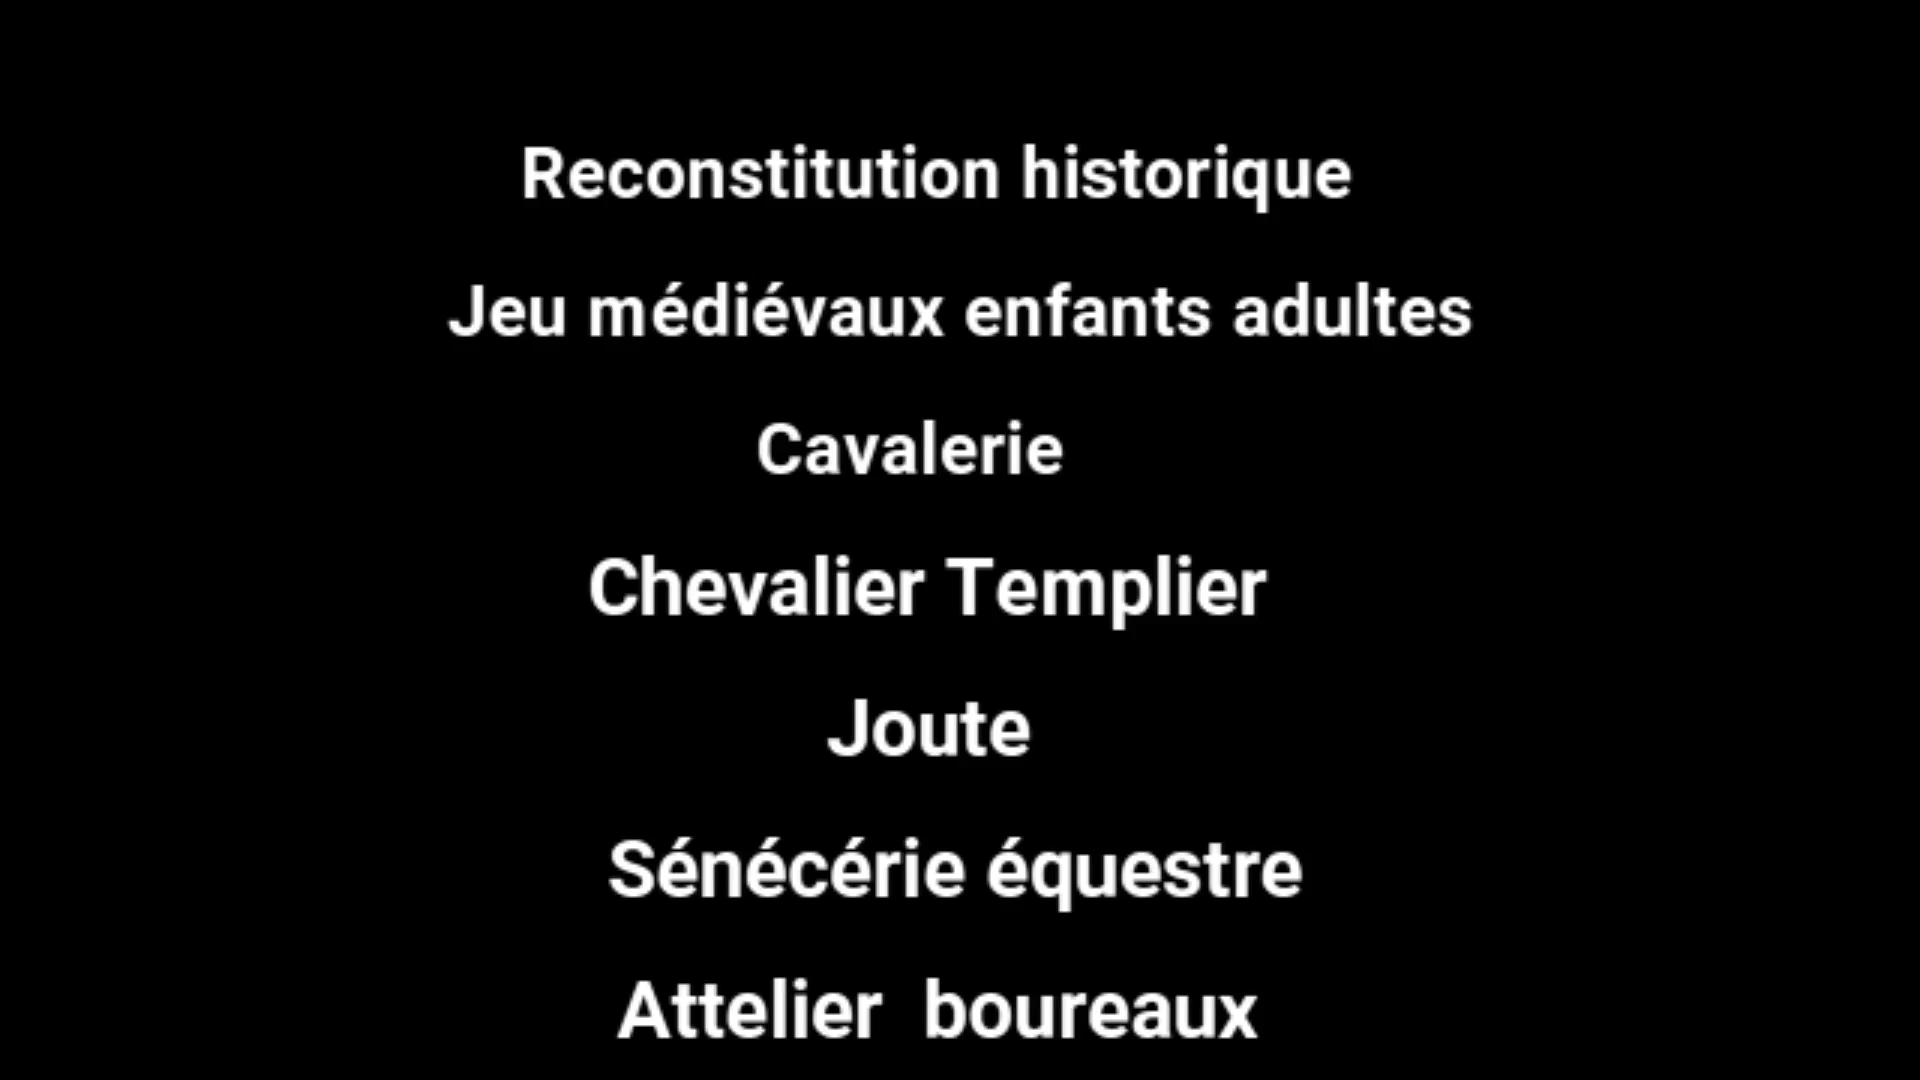 Reconstitution historique
Jeu médiévaux enfants adultes
Cavalerie
Chevalier Templier
Joute
Sénécérie équestre
Attelier boureaux